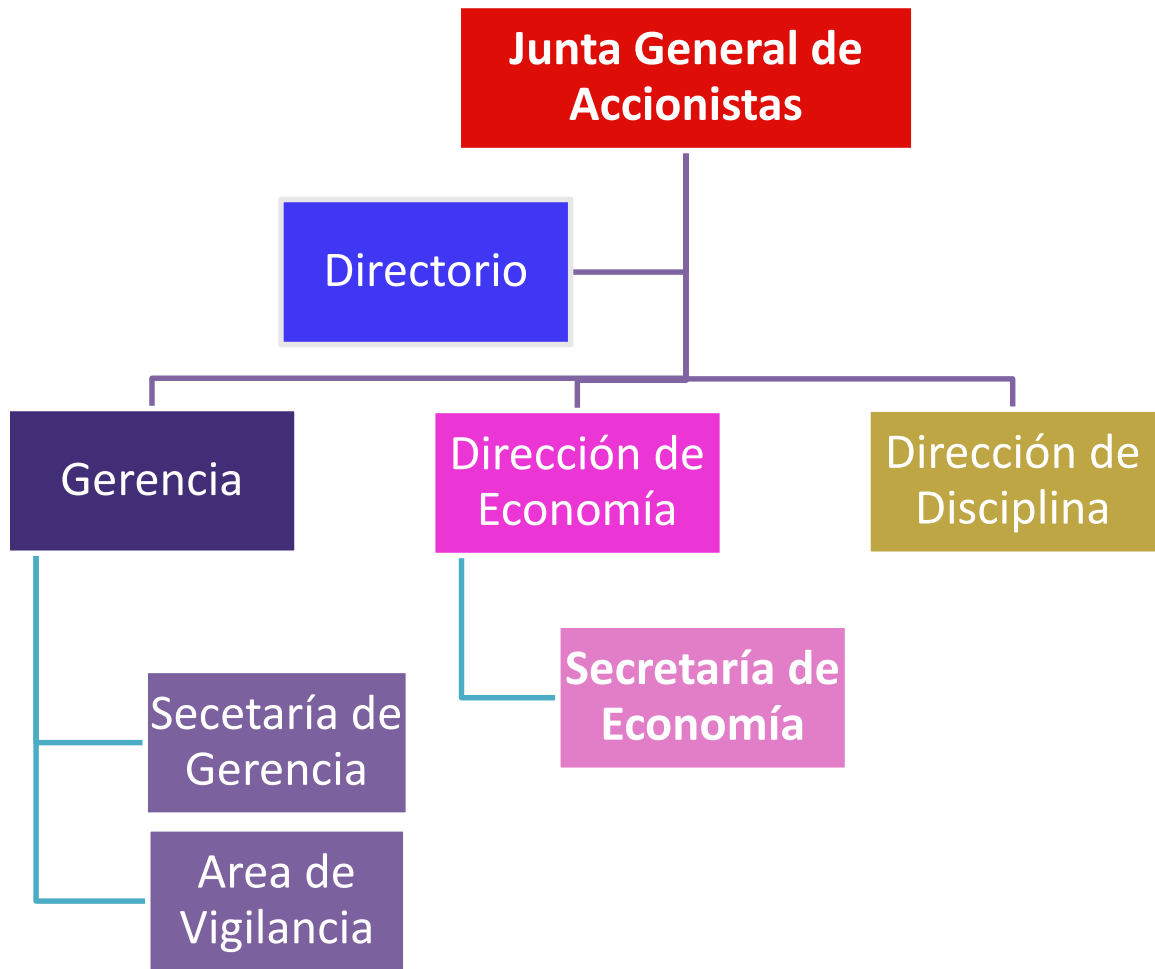 Junta General de
Accionistas
Directorio
Gerencia
Dirección de
Economía
Dirección de
Disciplina
Secretaría de
Economía
Secetaría de
Gerencia
Area de
Vigilancia